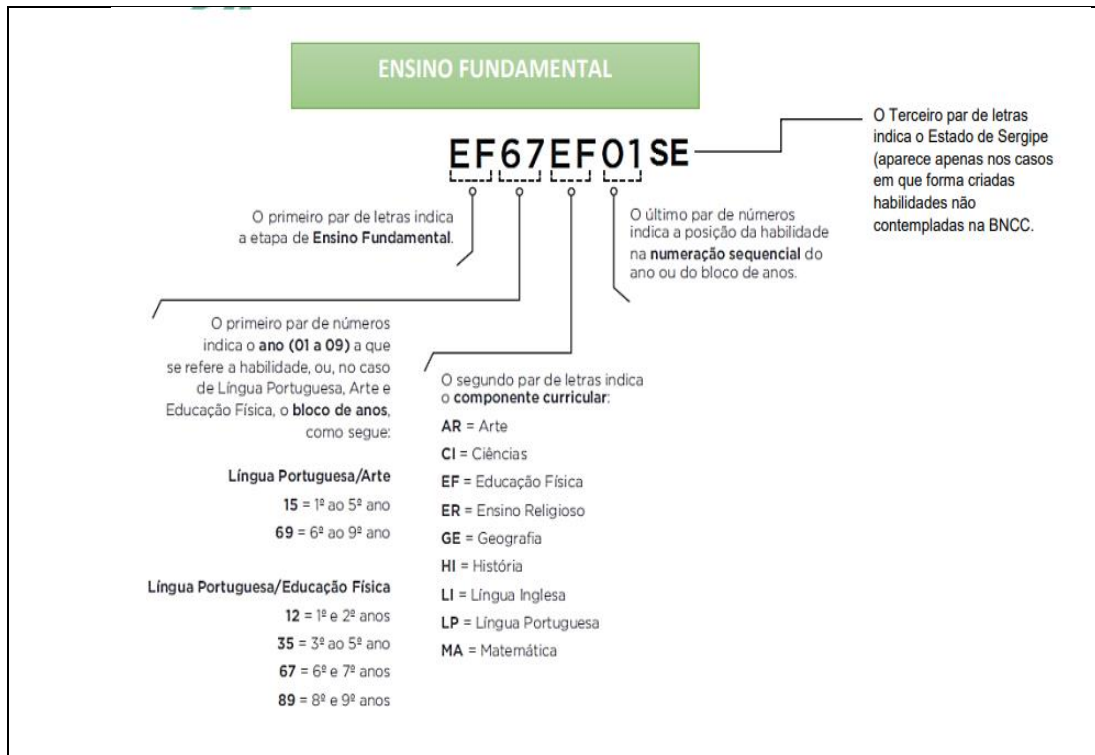 ENSINO FUNDAMENTAL
EF67EF01SE
O Terceiro par de letras
indica o Estado de Sergipe
(aparece apenas nos casos
em que forma criadas
habilidades não
contempladas na BNCC.
O primeiro par de letras indica
a etapa de Ensino Fundamental.
O último par de números
indica a posição da habilidade
na numeração sequencial do
ano ou do bloco de anos.
O primeiro par de números
indica o ano (01 a 09) a que
se refere a habilidade, ou, no caso
de Língua Portuguesa, Arte e
Educação Física, o bloco de anos,
como segue:
Língua Portuguesa/Arte
15 = 1º ao 5º ano
69 = 6º ao 9º ano
Língua Portuguesa/Educação Física
12 = 1º e 2º anos
35 = 3º ao 5º ano
67 = 6º e 7º anos
89 = 8º e 9º anos
O segundo par de letras indica
o componente curricular:
AR = Arte
CI = Ciências
EF = Educação Física
ER = Ensino Religioso
GE = Geografia
HI = História
LI = Língua Inglesa
LP = Língua Portuguesa
MA = Matemática